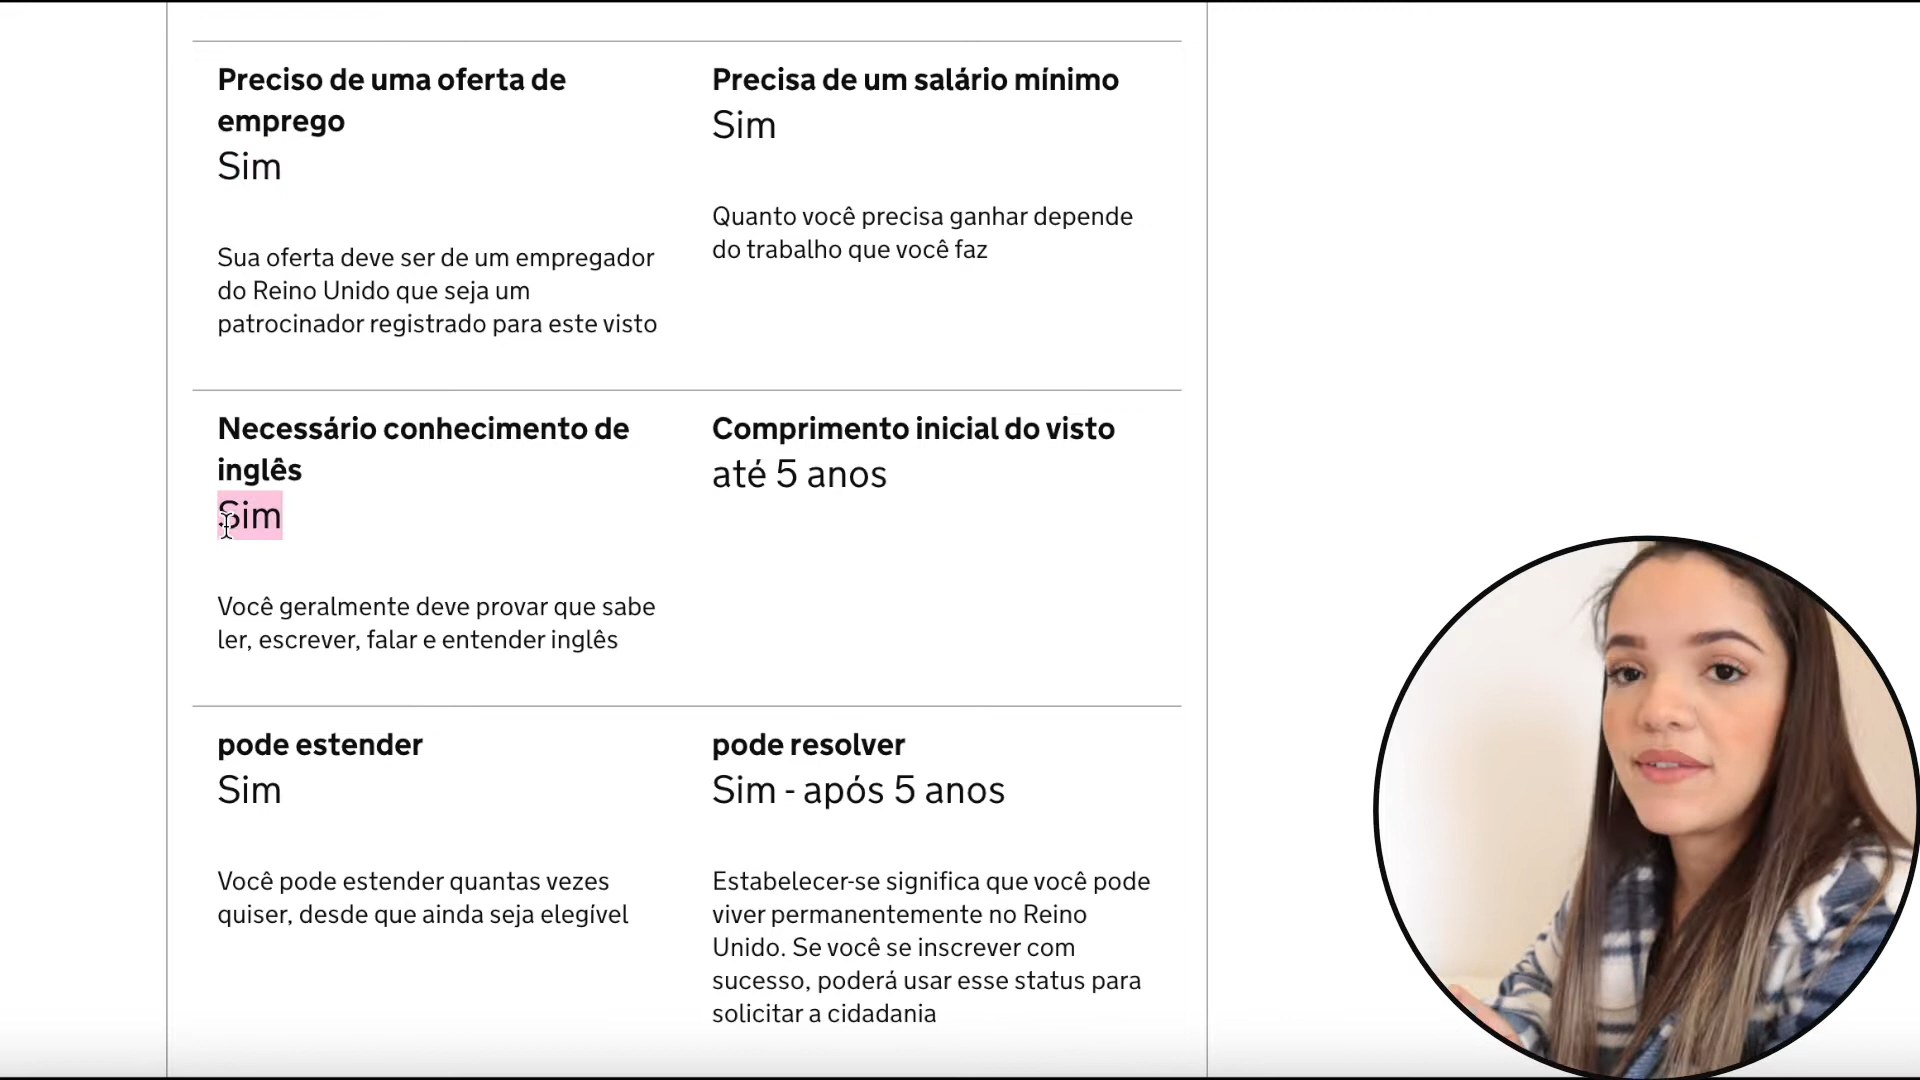 Preciso de uma oferta de
emprego
Sim
Sua oferta deve ser de um empregador
do Reino Unido que seja um
patrocinador registrado para este visto
Precisa de um salário mínimo
Sim
Quanto você precisa ganhar depende
do trabalho que você faz
Necessário conhecimento de
inglês
Sim
Você geralmente deve provar que sabe
ler, escrever, falar e entender inglês
Comprimento inicial do visto
até 5 anos
pode estender
Sim
Você pode estender quantas vezes
quiser, desde que ainda seja elegível
pode resolver
Sim - após 5 anos
Estabelecer-se significa que você pode
viver permanentemente no Reino
Unido. Se você se inscrever com
sucesso, poderá usar esse status para
solicitar a cidadania